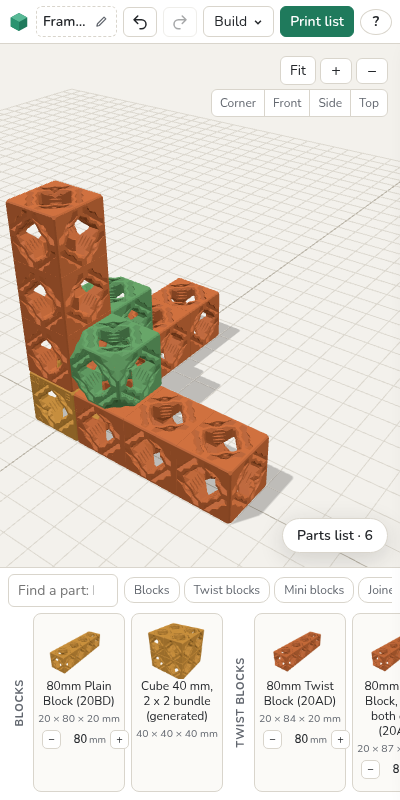 Fram...
Build
Print list
?
Fit
+
−
Corner
Front
Side
Top
Parts list · 6
Find a part:
Blocks
Twist blocks
Mini blocks
BLOCKS
80mm Plain
Block (20BD)
20 × 80 × 20 mm
− 80 mm +
Cube 40 mm,
2 x 2 bundle
(generated)
40 × 40 × 40 mm
TWIST BLOCKS
80mm Twist
Block (20AD)
20 × 84 × 20 mm
− 80 mm +
80mm
Block,
both
20 × 87
−